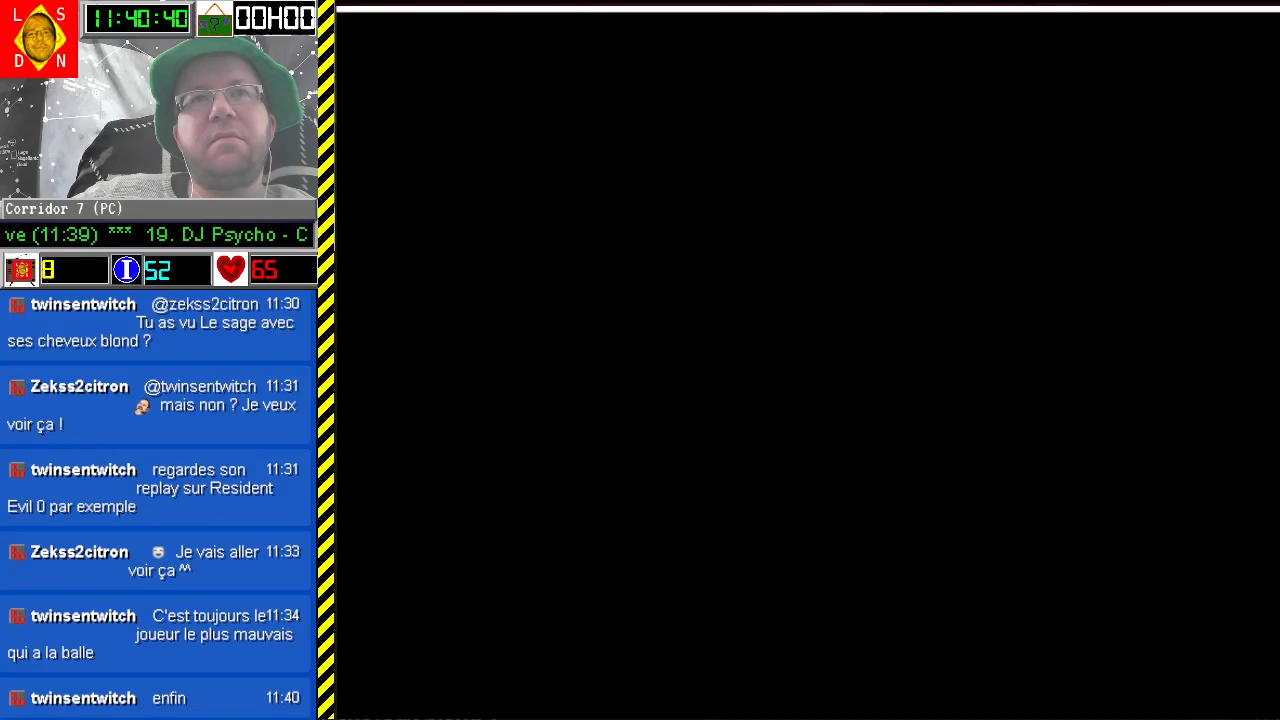 L S
D N
11:40:40
00H00
Corridor 7 (PC)
ve (11:39) *** 19. DJ Psycho - C
8
52
65
twinsentwitch @zekss2citron 11:30
Tu as vu Le sage avec
ses cheveux blond ?
Zekss2citron @twinsentwitch 11:31
mais non ? Je veux
voir ça !
twinsentwitch regardes son 11:31
replay sur Resident
Evil 0 par exemple
Zekss2citron Je vais aller 11:33
voir ça ^^
twinsentwitch C'est toujours le 11:34
joueur le plus mauvais
qui a la balle
twinsentwitch enfin 11:40